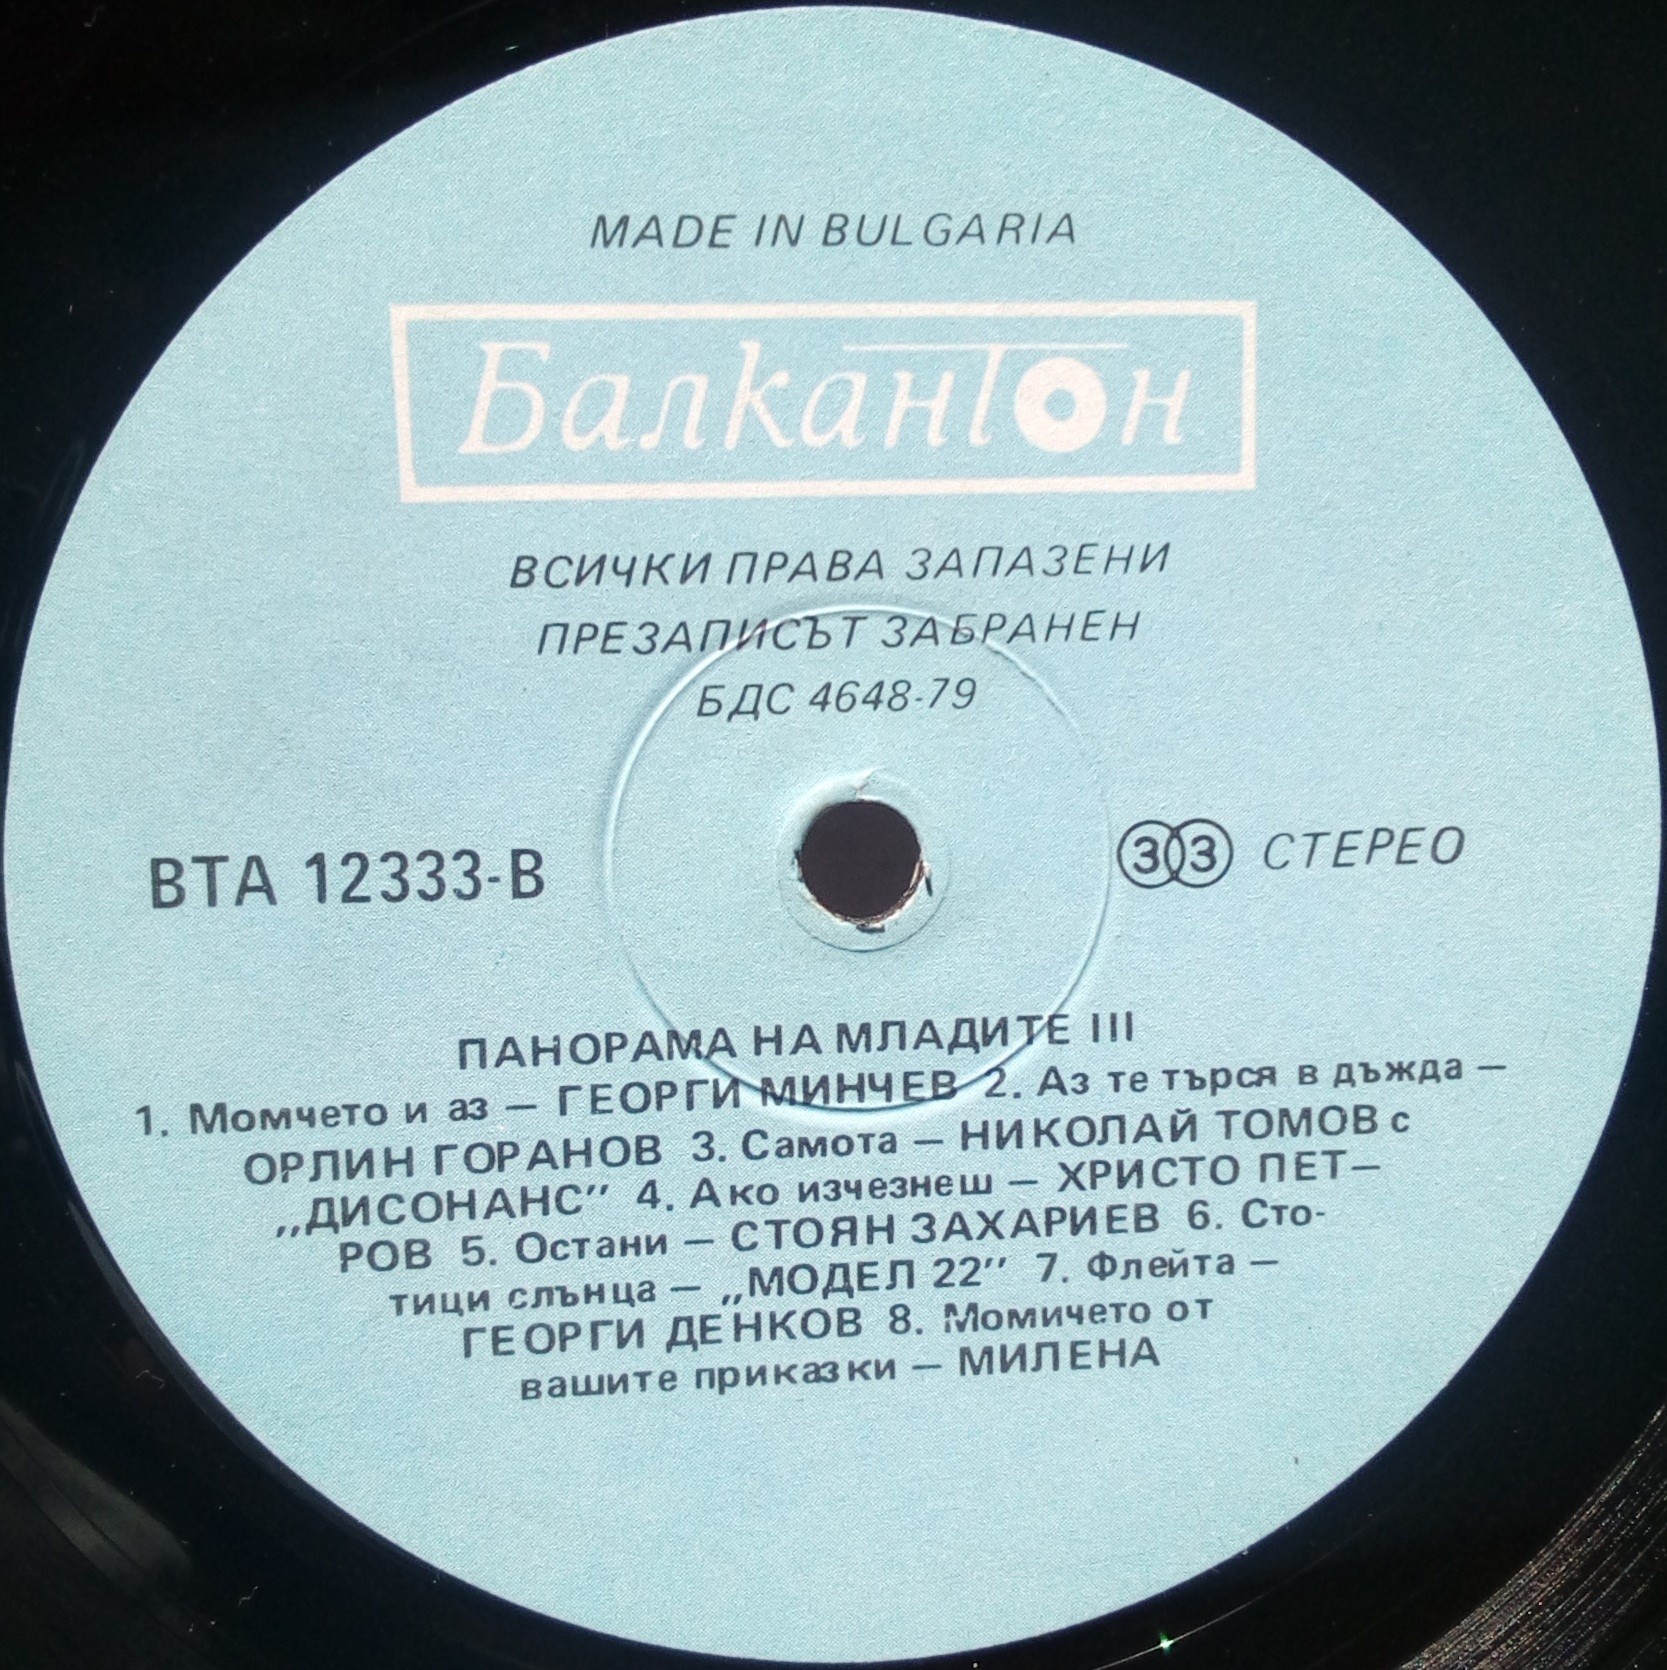 MADE IN BULGARIA
Балкантон
ВСИЧКИ ПРАВА ЗАПАЗЕНИ
ПРЕЗАПИСЪТ ЗАБРАНЕН
БДС 4648-79
ВТА 12333-В
33 СТЕРЕО
ПАНОРАМА НА МЛАДИТЕ III
1. Момчето и аз — ГЕОРГИ МИНЧЕВ 2. Аз те търся в дъжда —
ОРЛИН ГОРАНОВ 3. Самота — НИКОЛАЙ ТОМОВ с
„ДИСОНАНС” 4. Ако изчезнеш — ХРИСТО ПЕТ—
РОВ 5. Остани — СТОЯН ЗАХАРИЕВ 6. Сто-
тици слънца — „МОДЕЛ 22” 7. Флейта —
ГЕОРГИ ДЕНКОВ 8. Момичето от
вашите приказки — МИЛЕНА